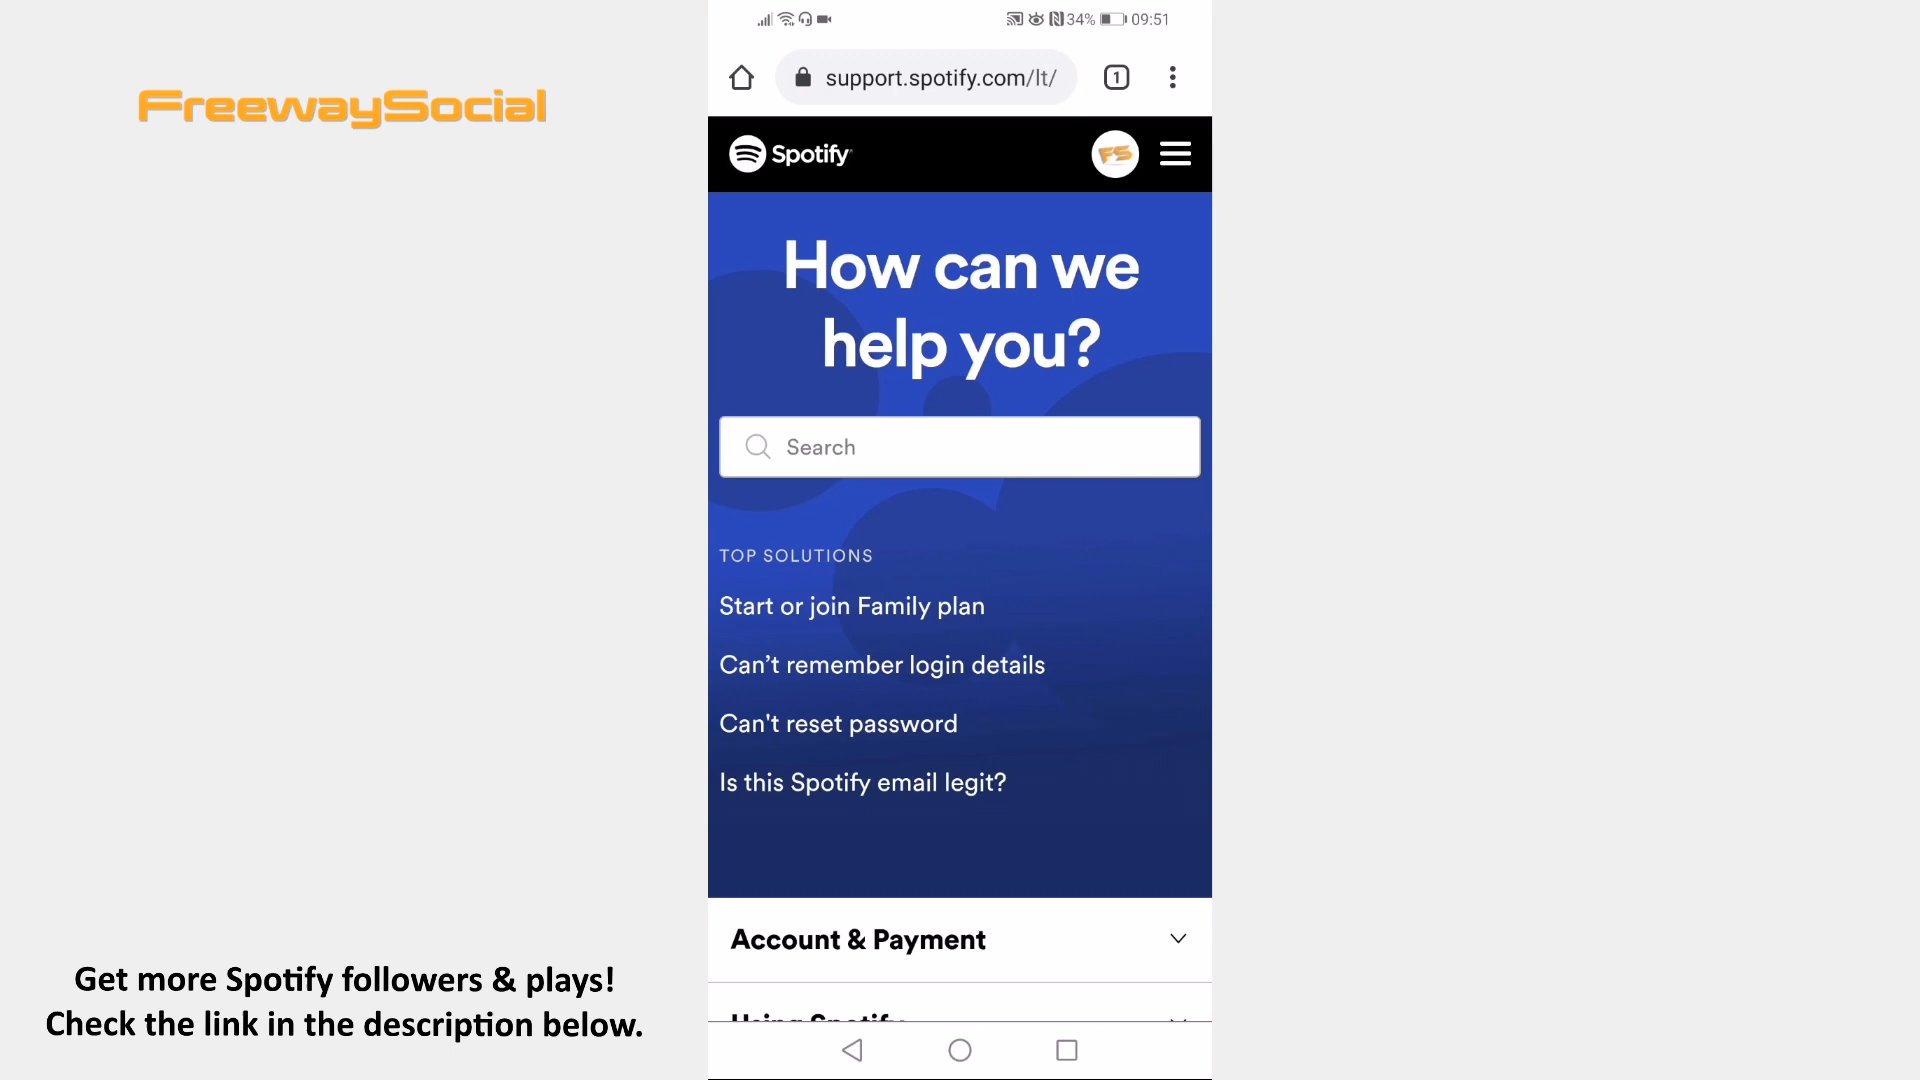 FreewaySocial
34% 09:51
support.spotify.com/lt/
1
Spotify
FS
How can we
help you?
Search
TOP SOLUTIONS
Start or join Family plan
Can’t remember login details
Can't reset password
Is this Spotify email legit?
Account & Payment
Using Spotify
Get more Spotify followers & plays!
Check the link in the description below.